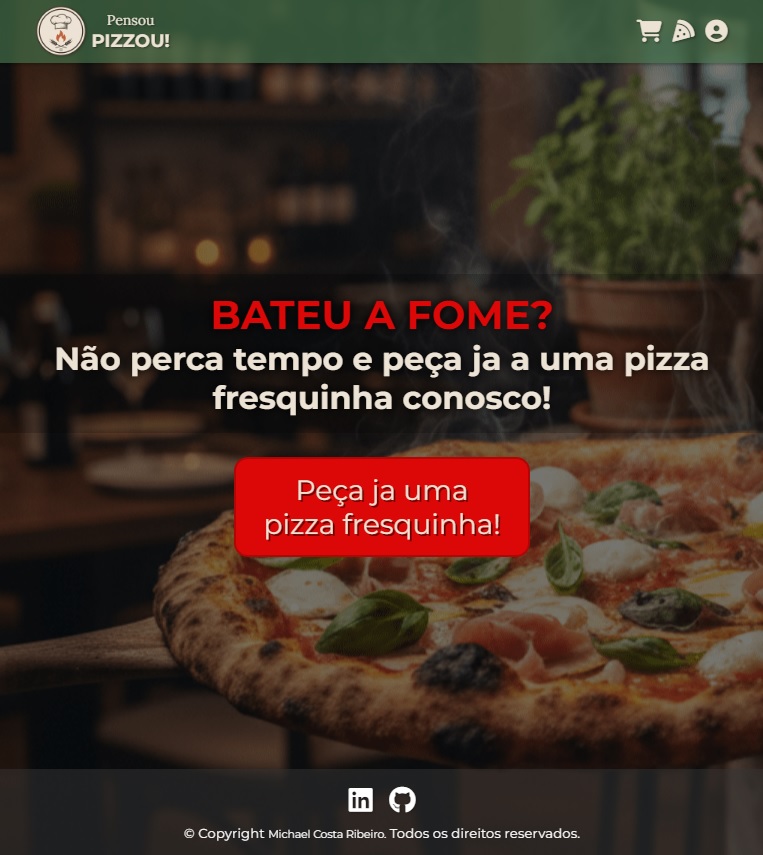 Pensou
PIZZOU!
BATEU A FOME?
Não perca tempo e peça ja a uma pizza
fresquinha conosco!
Peça ja uma
pizza fresquinha!
in
© Copyright Michael Costa Ribeiro. Todos os direitos reservados.